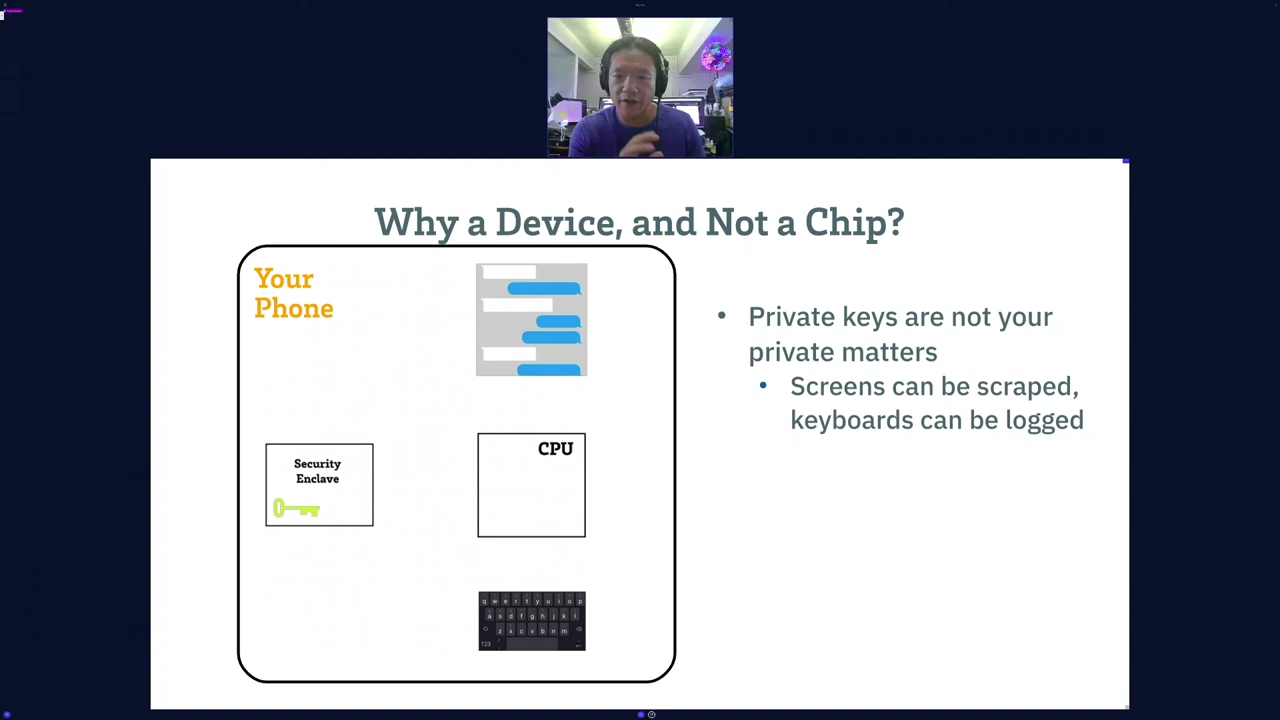 Why a Device, and Not a Chip?
Your
Phone
Security
Enclave
CPU
q w e r t y u i o p
a s d f g h j k l
z x c v b n m
123
• Private keys are not your
private matters
• Screens can be scraped,
keyboards can be logged